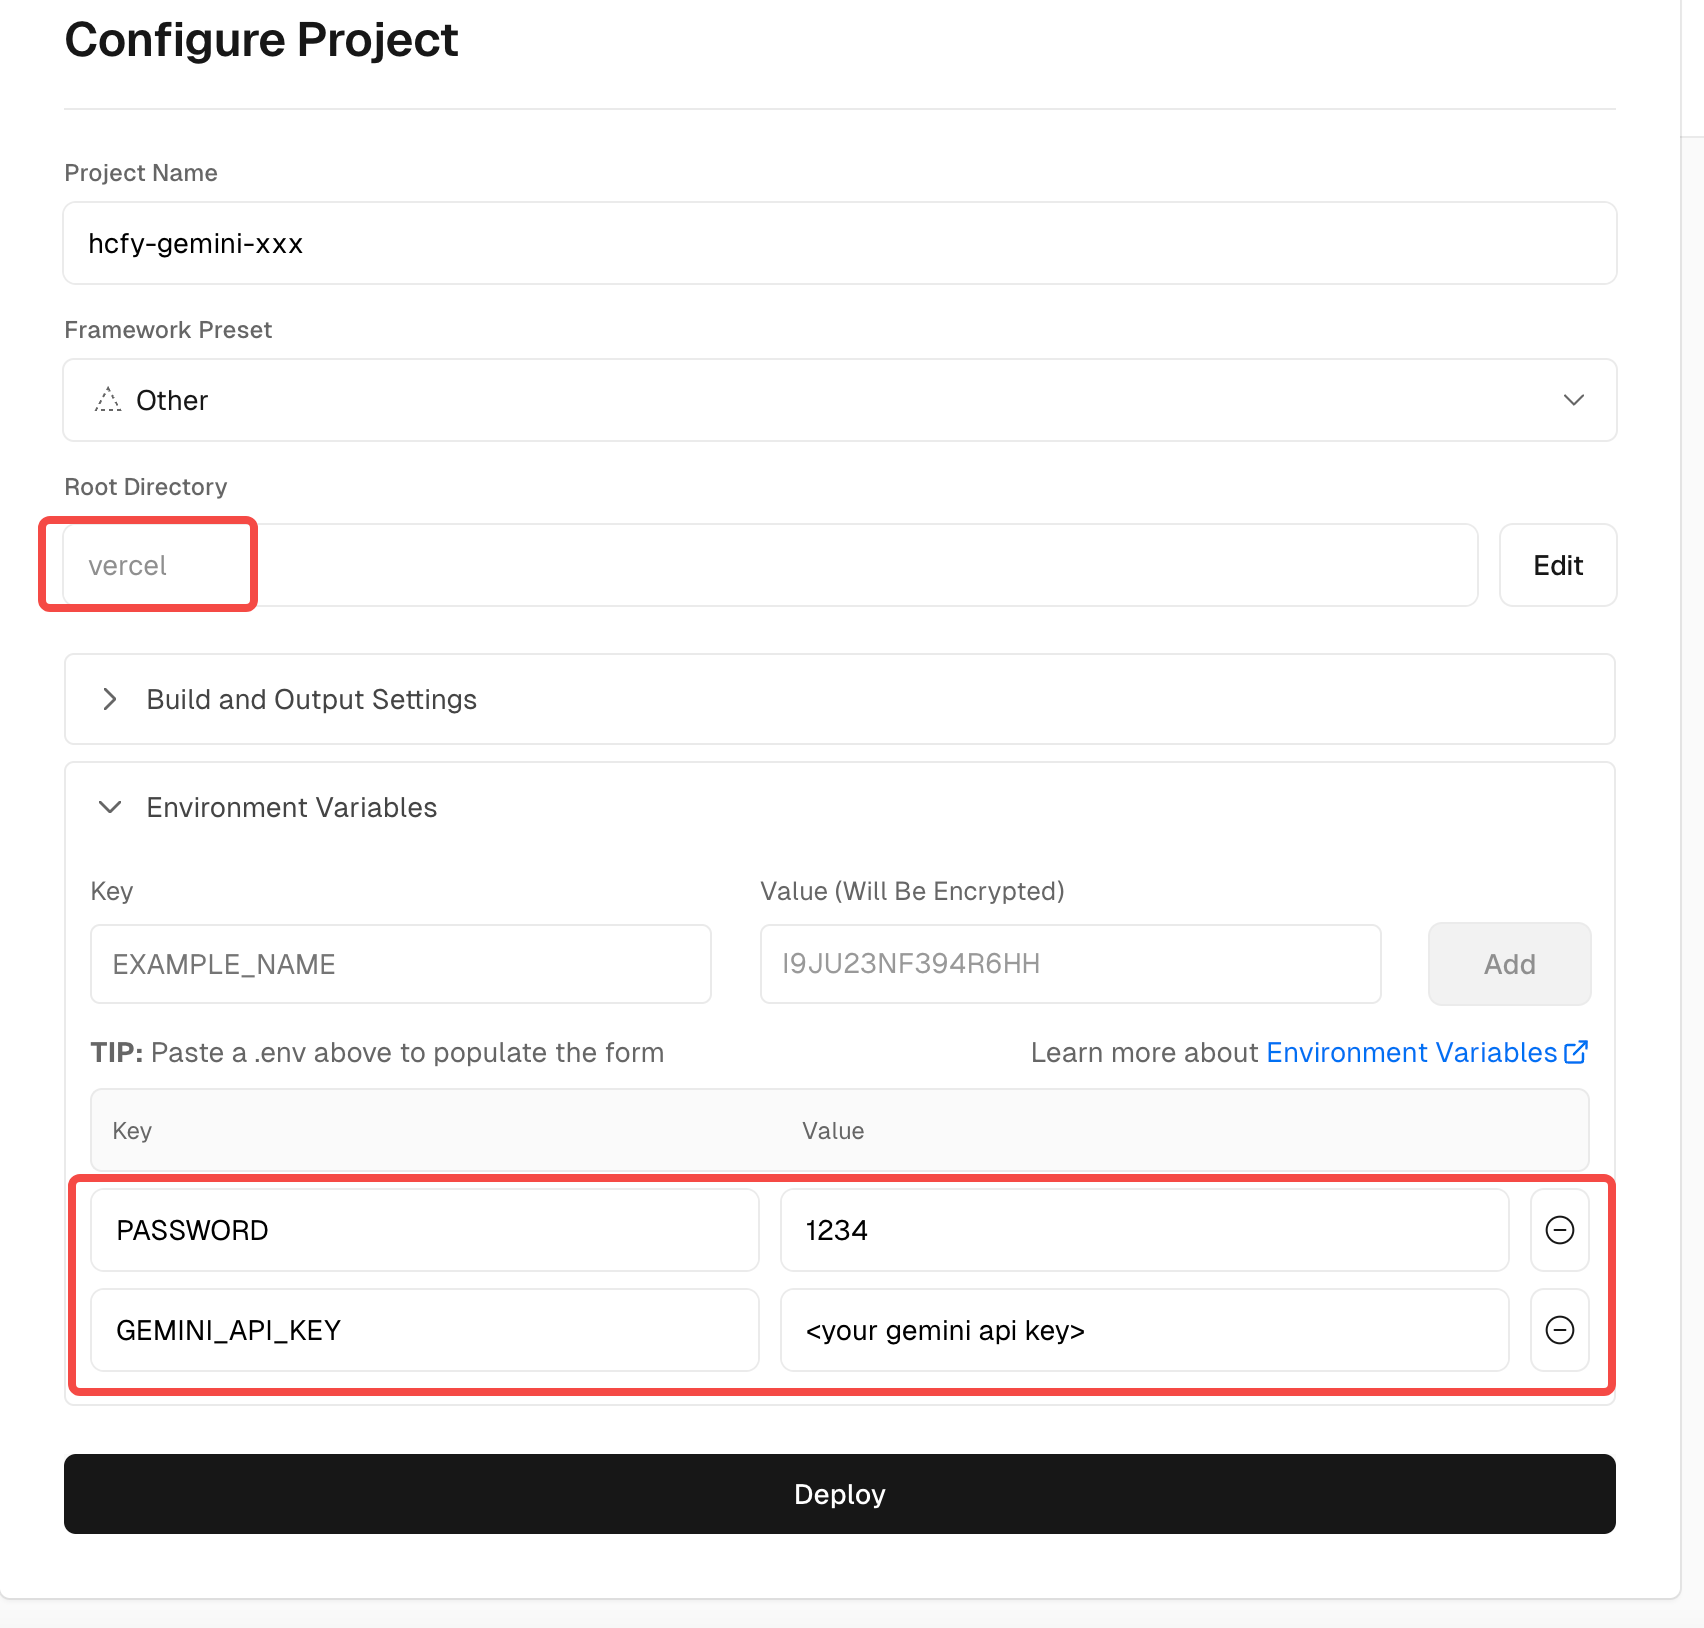 Configure Project
Project Name
hcfy-gemini-xxx
Framework Preset
Other
Root Directory
vercel
Edit
Build and Output Settings
Environment Variables
Key
Value (Will Be Encrypted)
EXAMPLE_NAME
I9JU23NF394R6HH
Add
TIP: Paste a .env above to populate the form
Learn more about Environment Variables
Key
Value
PASSWORD
1234
GEMINI_API_KEY
<your gemini api key>
Deploy